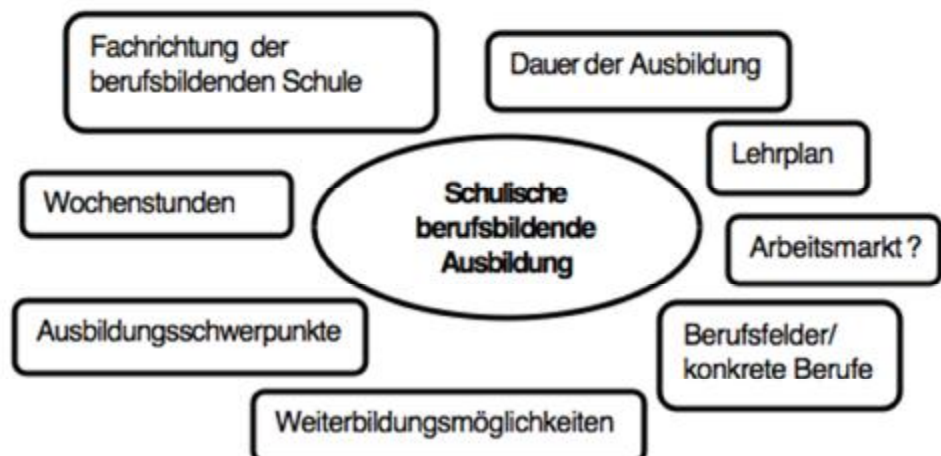 Fachrichtung der
berufsbildenden Schule
Dauer der Ausbildung
Lehrplan
Wochenstunden
Schulische
berufsbildende
Ausbildung
Arbeitsmarkt ?
Ausbildungsschwerpunkte
Berufsfelder/
konkrete Berufe
Weiterbildungsmöglichkeiten